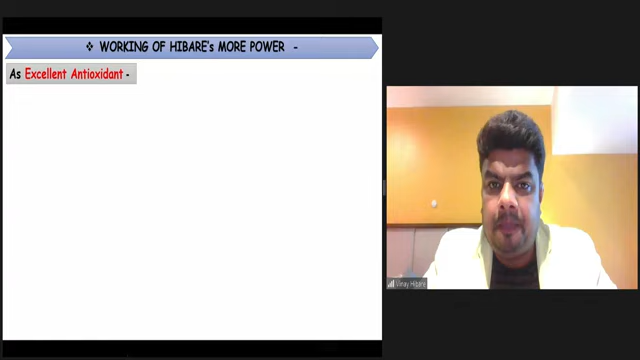 ❖ WORKING OF HIBARE's MORE POWER -
As Excellent Antioxidant -
Vinay Hibare